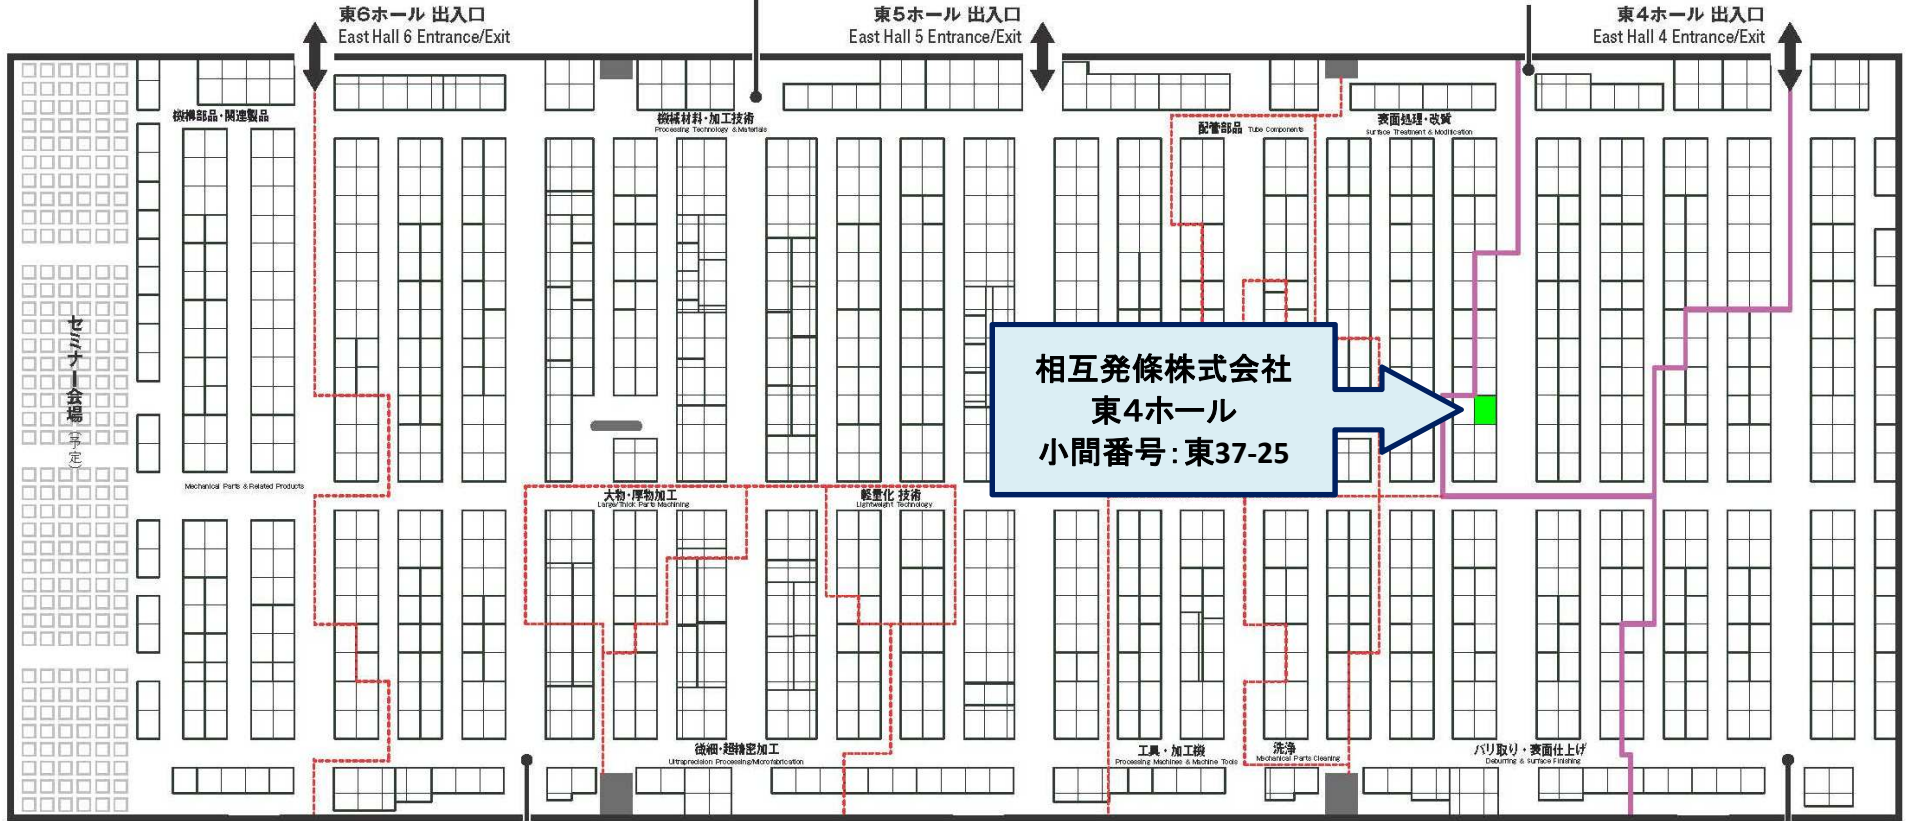 東6ホール 出入口
East Hall 6 Entrance/Exit
東5ホール 出入口
East Hall 5 Entrance/Exit
東4ホール 出入口
East Hall 4 Entrance/Exit
機構部品・関連製品
機械材料・加工技術
Processing Technology & Materials
配管部品 Tube Components
表面処理・改質
Surface Treatment & Modification
セミナー会場(予定)
相互発條株式会社
東4ホール
小間番号:東37-25
Mechanical Parts & Related Products
大物・厚物加工
Large/Thick Parts Machining
軽量化 技術
Lightweight Technology
微細・超精密加工
Ultraprecision Processing/Microfabrication
工具・加工機
Processing Machines & Machine Tools
洗浄
Mechanical Parts Cleaning
バリ取り・表面仕上げ
Deburring & Surface Finishing